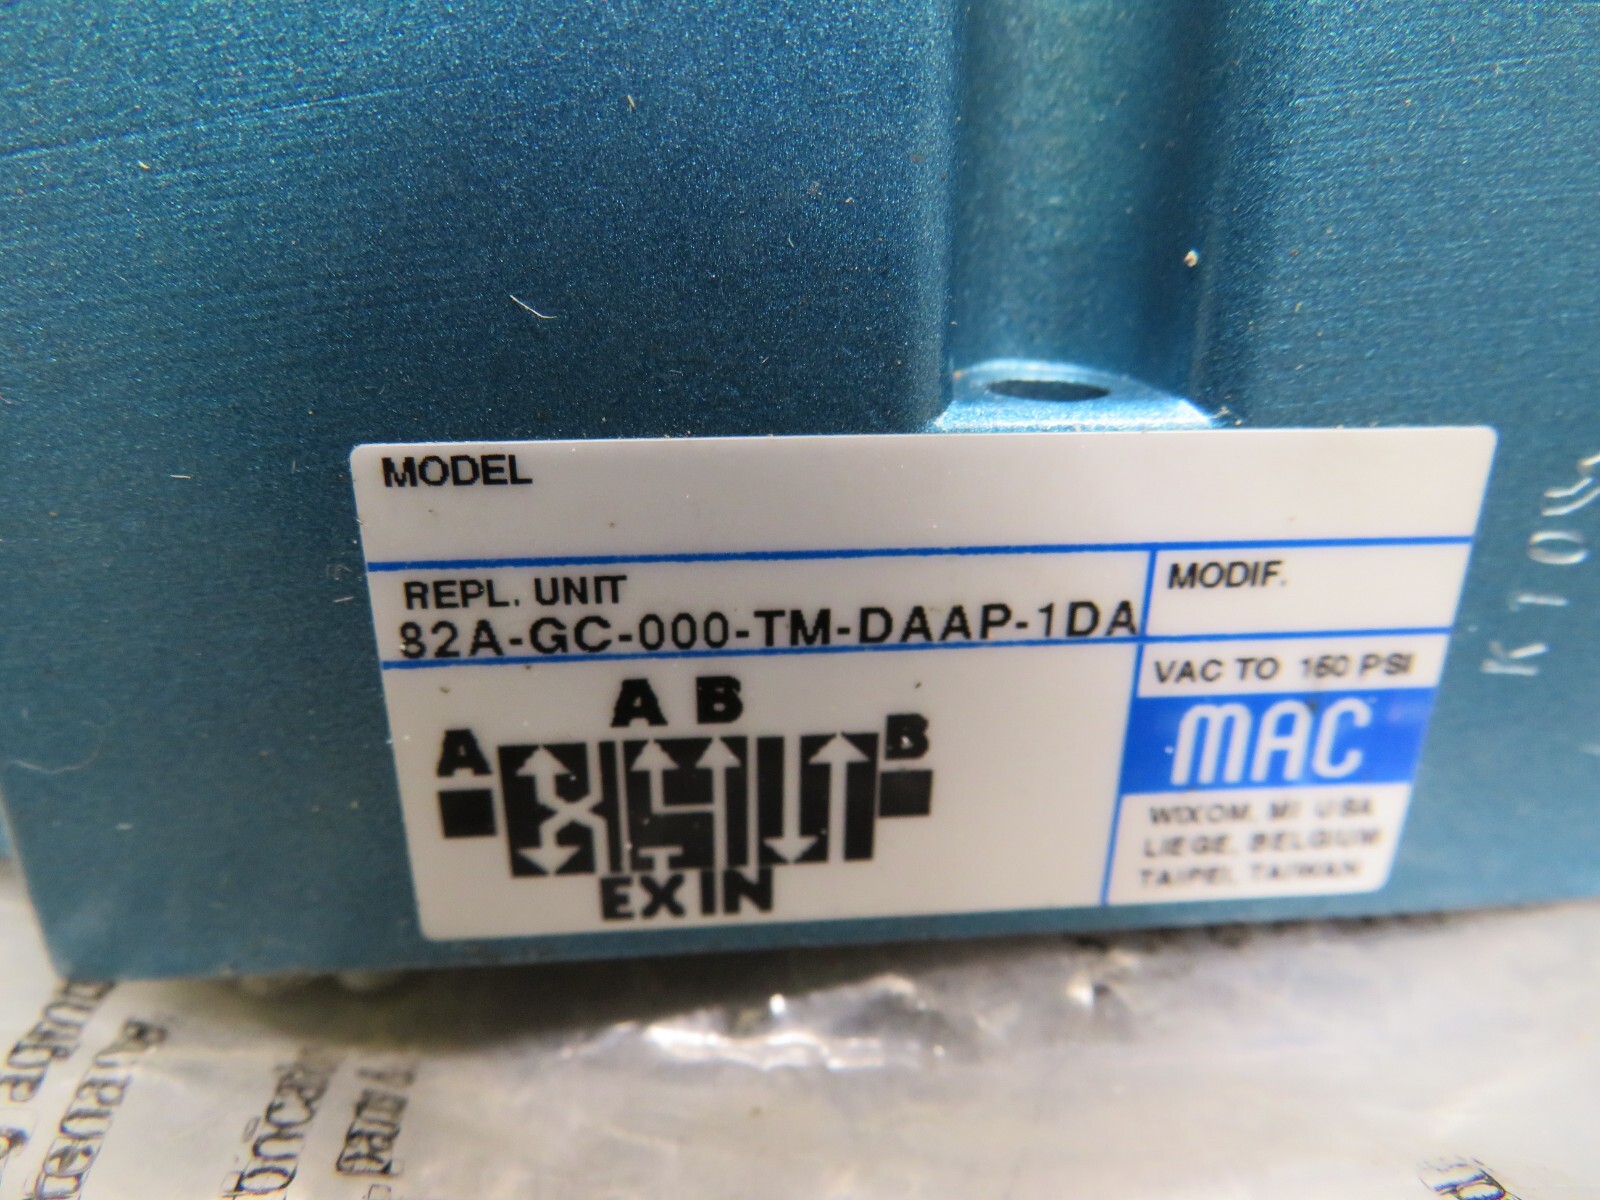 MODEL
REPL. UNIT
MODIF.
82A-GC-000-TM-DAAP-1DA
VAC TO 150 PSI
A B
A
B
EX IN
MAC
WIXOM, MI USA
LIEGE, BELGIUM
TAIPEI, TAIWAN
K10